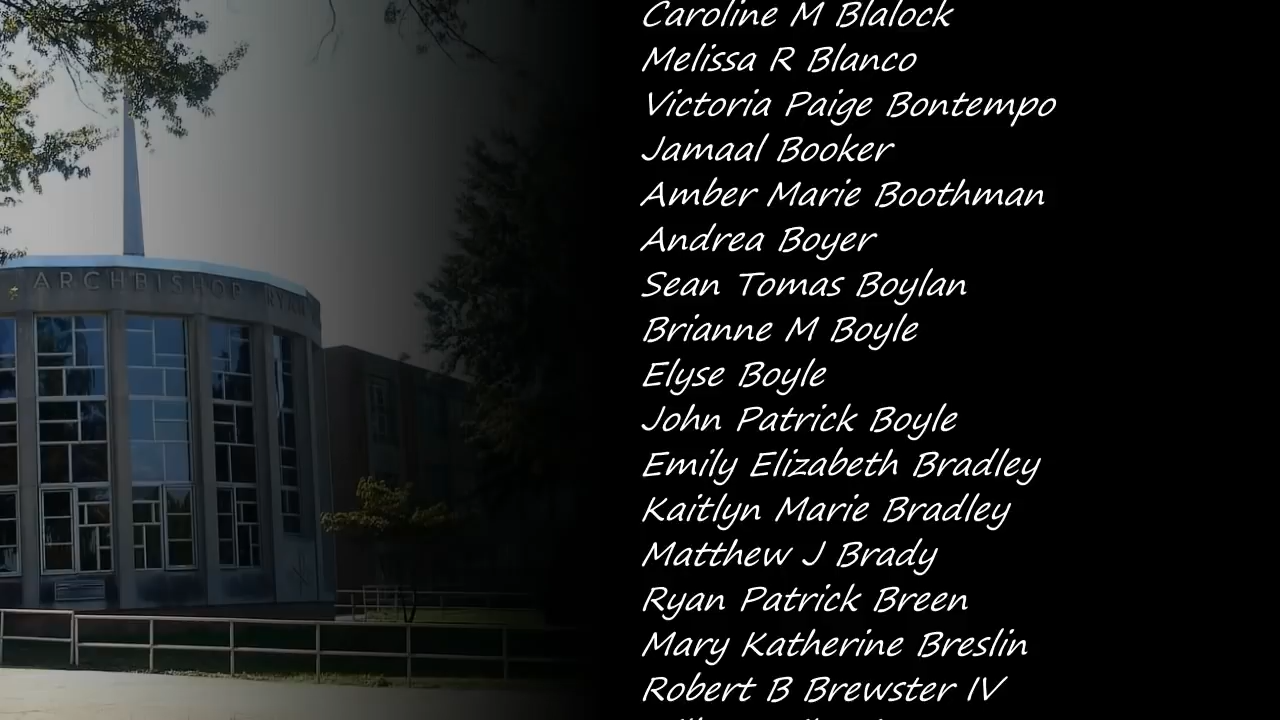 ARCHBISHOP RYAN
Caroline M Blalock
Melissa R Blanco
Victoria Paige Bontempo
Jamaal Booker
Amber Marie Boothman
Andrea Boyer
Sean Tomas Boylan
Brianne M Boyle
Elyse Boyle
John Patrick Boyle
Emily Elizabeth Bradley
Kaitlyn Marie Bradley
Matthew J Brady
Ryan Patrick Breen
Mary Katherine Breslin
Robert B Brewster IV